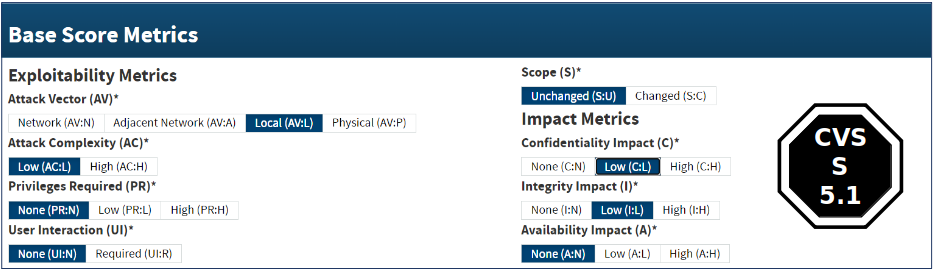 Base Score Metrics
Exploitability Metrics
Attack Vector (AV)*
Network (AV:N) Adjacent Network (AV:A) Local (AV:L) Physical (AV:P)
Attack Complexity (AC)*
Low (AC:L) High (AC:H)
Privileges Required (PR)*
None (PR:N) Low (PR:L) High (PR:H)
User Interaction (UI)*
None (UI:N) Required (UI:R)
Scope (S)*
Unchanged (S:U) Changed (S:C)
Impact Metrics
Confidentiality Impact (C)*
None (C:N) Low (C:L) High (C:H)
Integrity Impact (I)*
None (I:N) Low (I:L) High (I:H)
Availability Impact (A)*
None (A:N) Low (A:L) High (A:H)
CVS
S
5.1